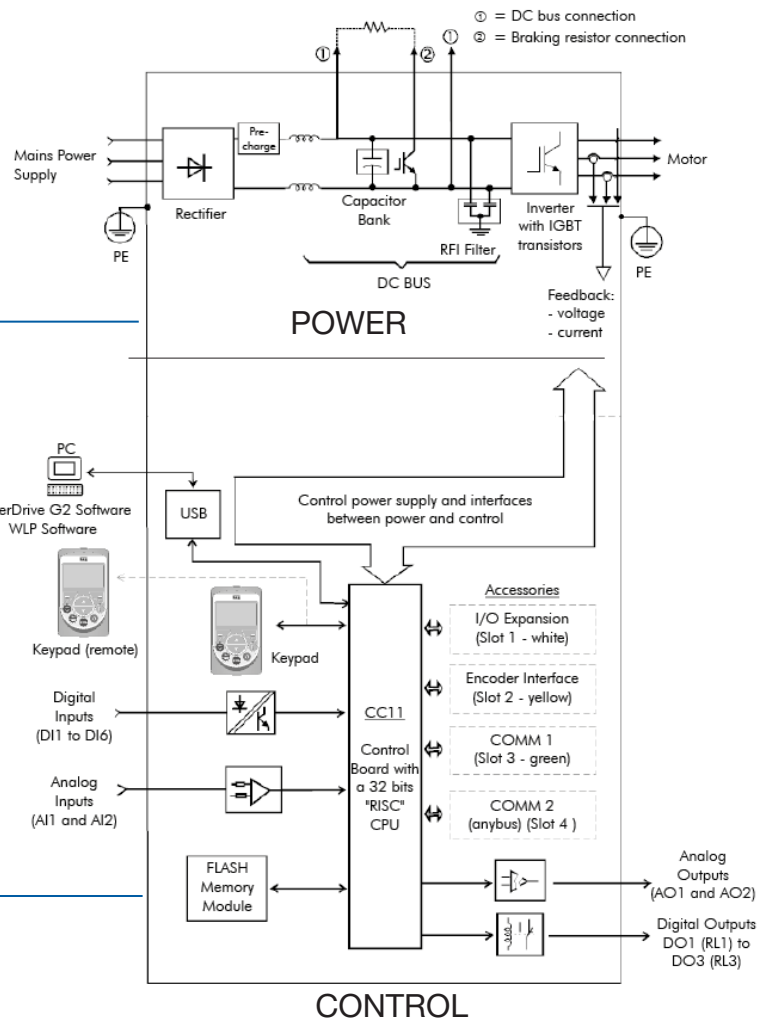 ① = DC bus connection
② = Braking resistor connection
①
②
①
Mains Power
Supply
Pre-
charge
Rectifier
PE
Capacitor
Bank
RFI Filter
DC BUS
Inverter
with IGBT
transistors
Motor
PE
Feedback:
- voltage
- current
POWER
PC
erDrive G2 Software
WLP Software
USB
Control power supply and interfaces
between power and control
Keypad (remote)
Keypad
Digital
Inputs
(DI1 to DI6)
Analog
Inputs
(AI1 and AI2)
FLASH
Memory
Module
CC11
Control
Board with
a 32 bits
"RISC"
CPU
Accessories
I/O Expansion
(Slot 1 - white)
Encoder Interface
(Slot 2 - yellow)
COMM 1
(Slot 3 - green)
COMM 2
(anybus) (Slot 4 )
Analog
Outputs
(AO1 and AO2)
Digital Outputs
DO1 (RL1) to
DO3 (RL3)
CONTROL